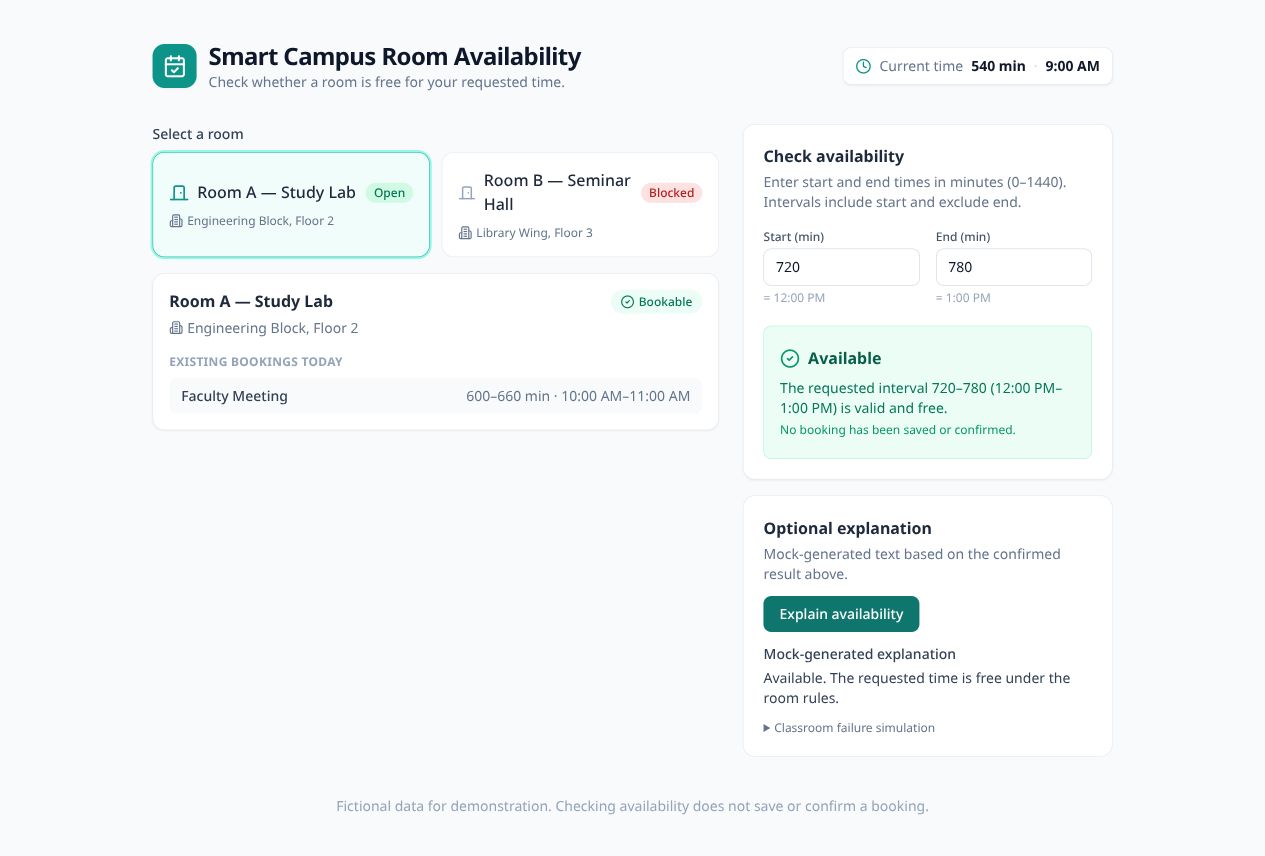 Smart Campus Room Availability
Check whether a room is free for your requested time.
Current time 540 min · 9:00 AM
Select a room
Room A — Study Lab
Open
Engineering Block, Floor 2
Room B — Seminar
Hall
Blocked
Library Wing, Floor 3
Room A — Study Lab
Bookable
Engineering Block, Floor 2
EXISTING BOOKINGS TODAY
Faculty Meeting
600–660 min · 10:00 AM–11:00 AM
Check availability
Enter start and end times in minutes (0–1440).
Intervals include start and exclude end.
Start (min)
End (min)
720
780
= 12:00 PM
= 1:00 PM
Available
The requested interval 720–780 (12:00 PM–
1:00 PM) is valid and free.
No booking has been saved or confirmed.
Optional explanation
Mock-generated text based on the confirmed
result above.
Explain availability
Mock-generated explanation
Available. The requested time is free under the
room rules.
Classroom failure simulation
Fictional data for demonstration. Checking availability does not save or confirm a booking.